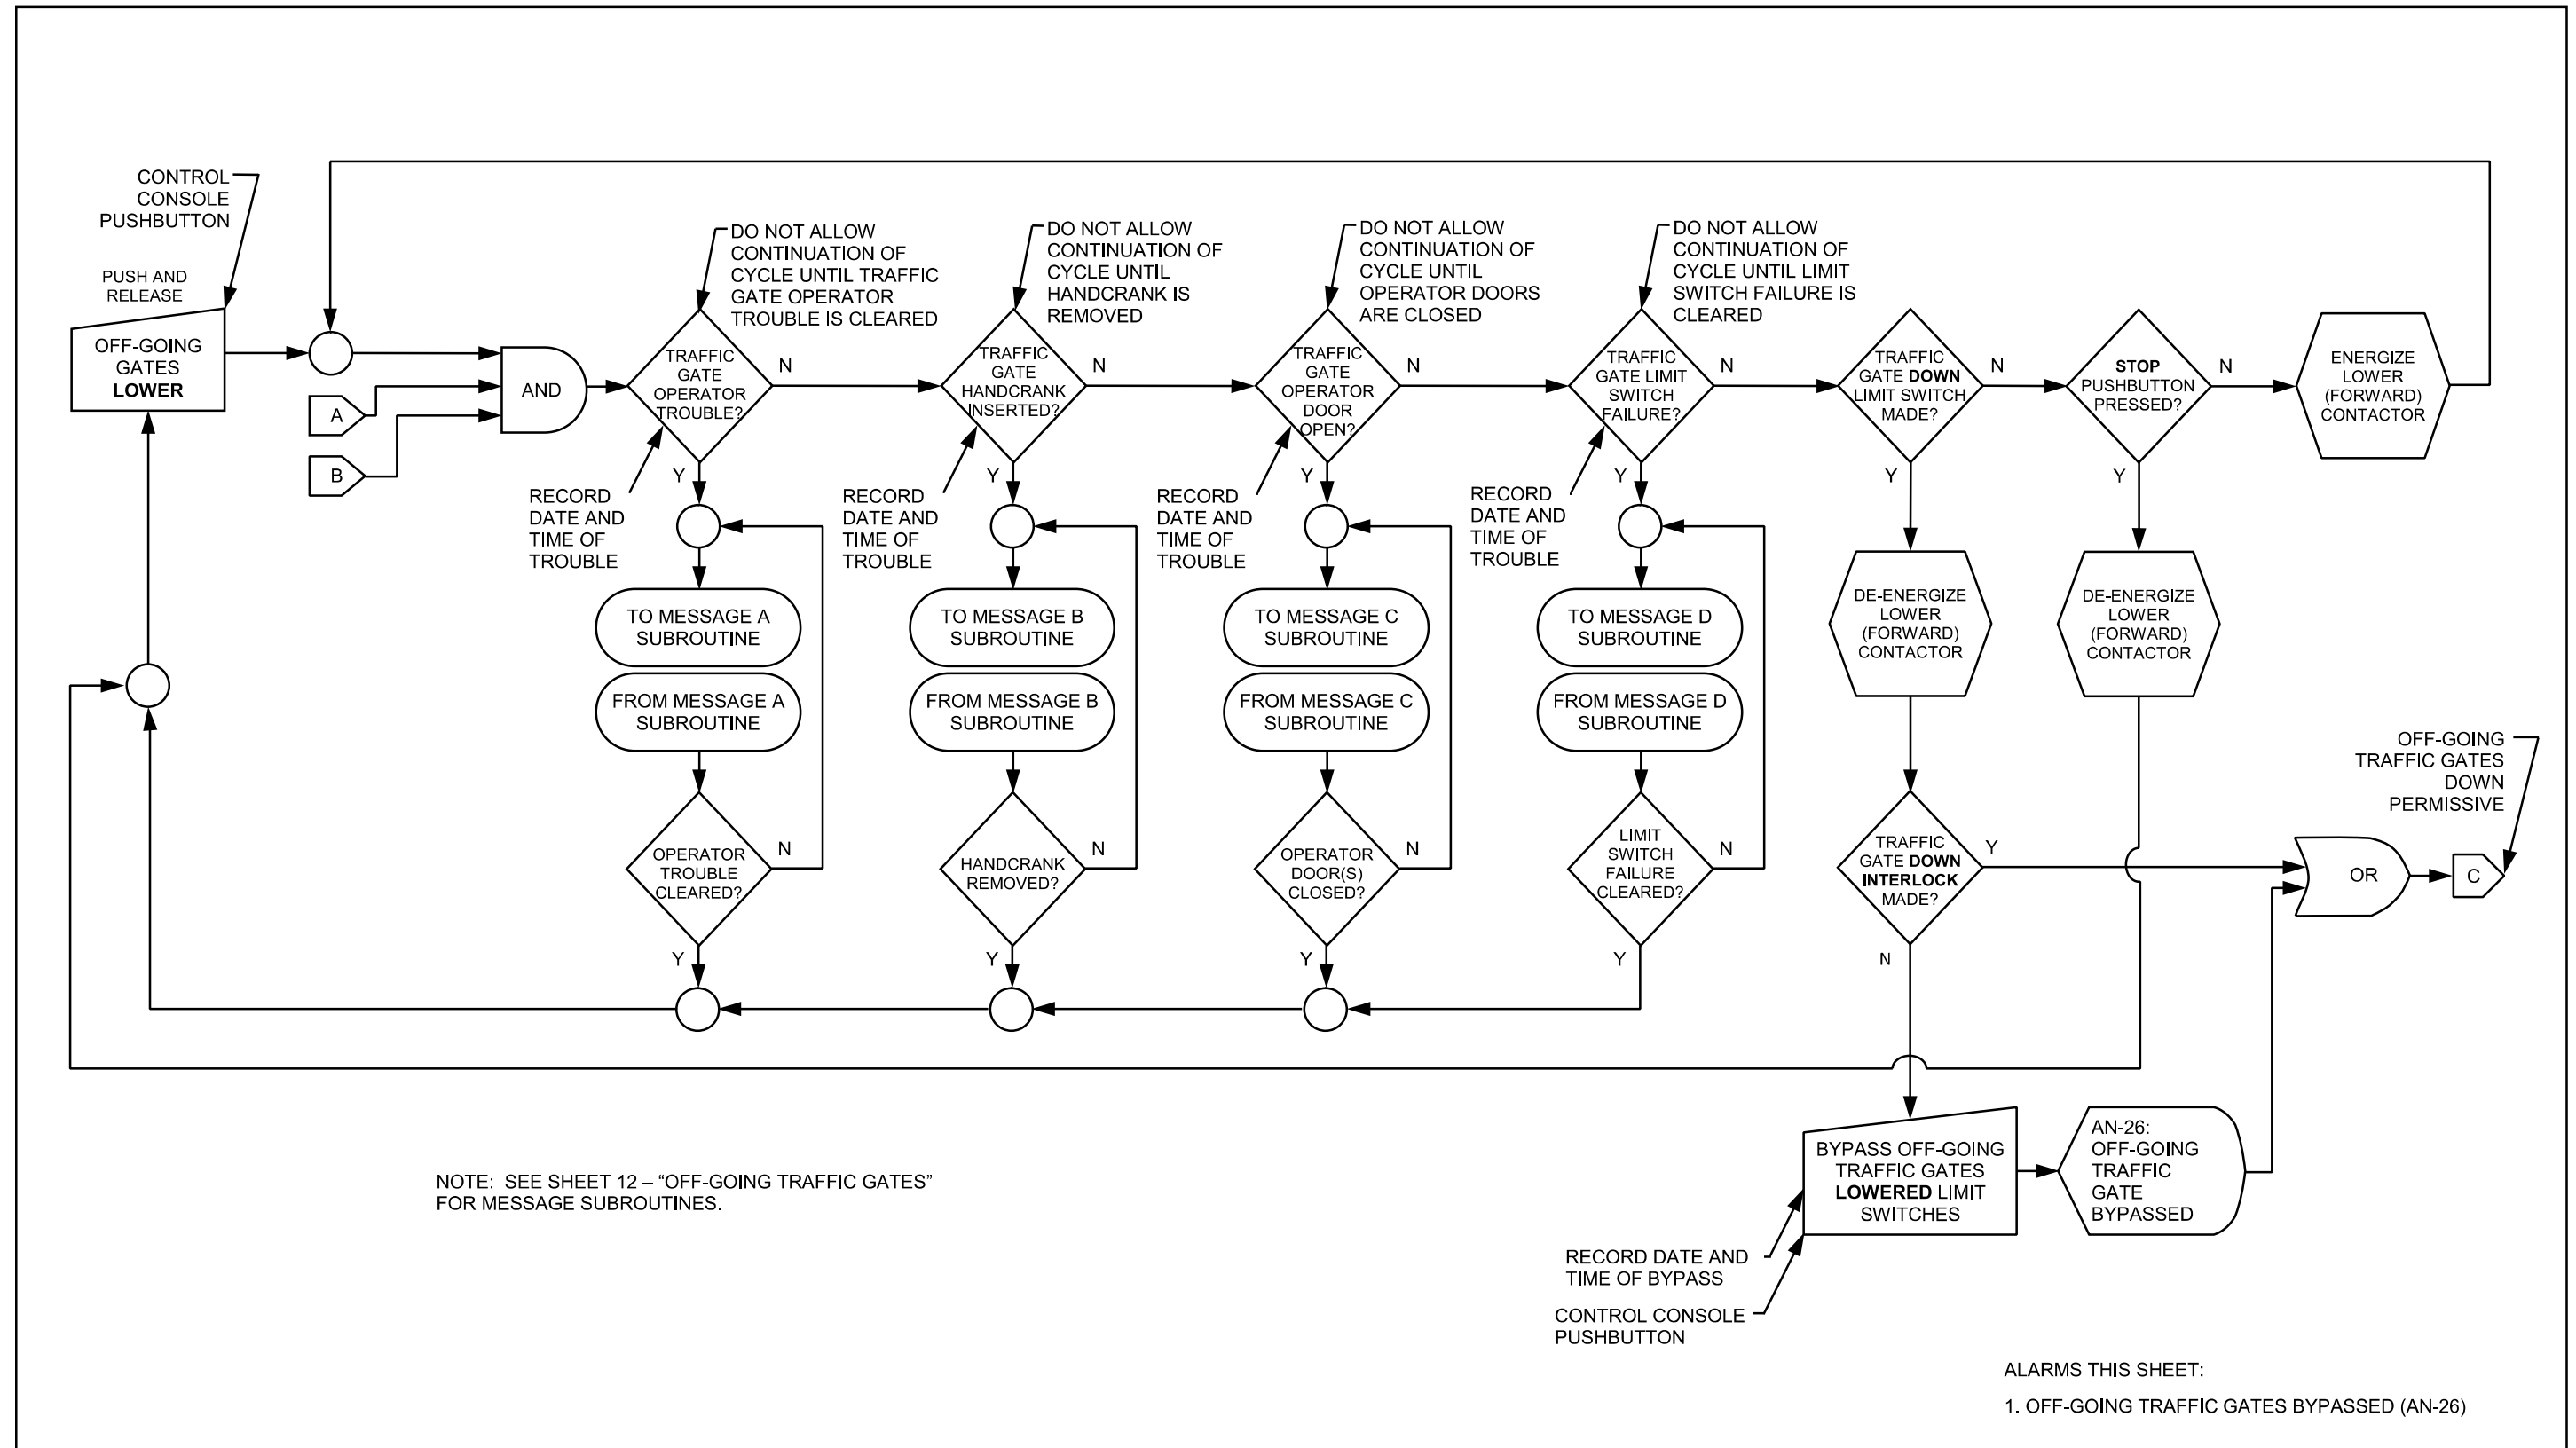 CONTROL
CONSOLE
PUSHBUTTON
PUSH AND
RELEASE
OFF-GOING
GATES
LOWER
A
B
AND
DO NOT ALLOW
CONTINUATION OF
CYCLE UNTIL TRAFFIC
GATE OPERATOR
TROUBLE IS CLEARED
TRAFFIC
GATE
OPERATOR
TROUBLE?
N
Y
RECORD
DATE AND
TIME OF
TROUBLE
TO MESSAGE A
SUBROUTINE
FROM MESSAGE A
SUBROUTINE
OPERATOR
TROUBLE
CLEARED?
N
Y
DO NOT ALLOW
CONTINUATION OF
CYCLE UNTIL
HANDCRANK IS
REMOVED
TRAFFIC
GATE
HANDCRANK
INSERTED?
N
Y
RECORD
DATE AND
TIME OF
TROUBLE
TO MESSAGE B
SUBROUTINE
FROM MESSAGE B
SUBROUTINE
HANDCRANK
REMOVED?
N
Y
DO NOT ALLOW
CONTINUATION OF
CYCLE UNTIL
OPERATOR DOORS
ARE CLOSED
TRAFFIC
GATE
OPERATOR
DOOR
OPEN?
N
Y
RECORD
DATE AND
TIME OF
TROUBLE
TO MESSAGE C
SUBROUTINE
FROM MESSAGE C
SUBROUTINE
OPERATOR
DOOR(S)
CLOSED?
N
Y
DO NOT ALLOW
CONTINUATION OF
CYCLE UNTIL LIMIT
SWITCH FAILURE IS
CLEARED
TRAFFIC
GATE LIMIT
SWITCH
FAILURE?
N
Y
RECORD
DATE AND
TIME OF
TROUBLE
TO MESSAGE D
SUBROUTINE
FROM MESSAGE D
SUBROUTINE
LIMIT
SWITCH
FAILURE
CLEARED?
N
Y
TRAFFIC
GATE DOWN
LIMIT SWITCH
MADE?
N
Y
DE-ENERGIZE
LOWER
(FORWARD)
CONTACTOR
TRAFFIC
GATE DOWN
INTERLOCK
MADE?
Y
N
STOP
PUSHBUTTON
PRESSED?
N
Y
DE-ENERGIZE
LOWER
(FORWARD)
CONTACTOR
ENERGIZE
LOWER
(FORWARD)
CONTACTOR
OFF-GOING
TRAFFIC GATES
DOWN
PERMISSIVE
OR
C
BYPASS OFF-GOING
TRAFFIC GATES
LOWERED LIMIT
SWITCHES
AN-26:
OFF-GOING
TRAFFIC
GATE
BYPASSED
RECORD DATE AND
TIME OF BYPASS
CONTROL CONSOLE
PUSHBUTTON
NOTE: SEE SHEET 12 – “OFF-GOING TRAFFIC GATES”
FOR MESSAGE SUBROUTINES.
ALARMS THIS SHEET:
1. OFF-GOING TRAFFIC GATES BYPASSED (AN-26)